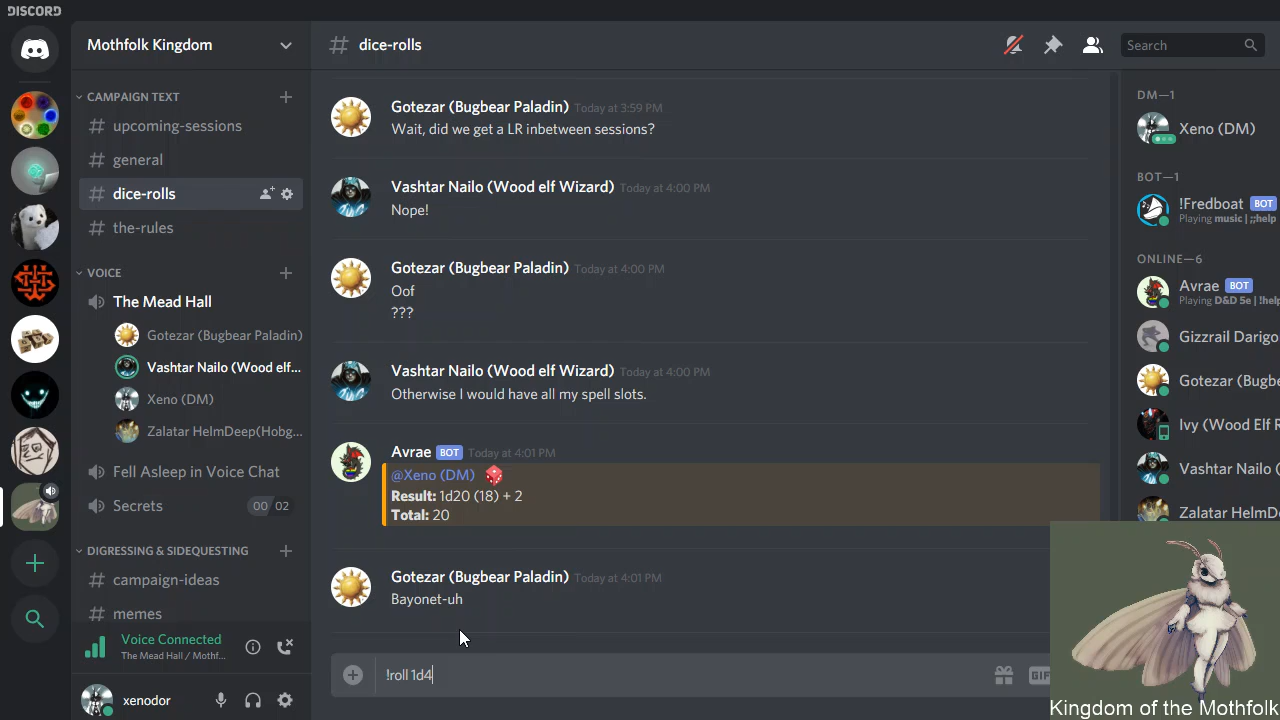 DISCORD
Mothfolk Kingdom
CAMPAIGN TEXT
# upcoming-sessions
# general
# dice-rolls
# the-rules
VOICE
The Mead Hall
Gotezar (Bugbear Paladin)
Vashtar Nailo (Wood elf...
Xeno (DM)
Zalatar HelmDeep(Hobg...
Fell Asleep in Voice Chat
Secrets 00 02
DIGRESSING & SIDEQUESTING
# campaign-ideas
# memes
Voice Connected
The Mead Hall / Mothf...
xenodor
# dice-rolls
Search
Gotezar (Bugbear Paladin) Today at 3:59 PM
Wait, did we get a LR inbetween sessions?
Vashtar Nailo (Wood elf Wizard) Today at 4:00 PM
Nope!
Gotezar (Bugbear Paladin) Today at 4:00 PM
Oof
???
Vashtar Nailo (Wood elf Wizard) Today at 4:00 PM
Otherwise I would have all my spell slots.
Avrae BOT Today at 4:01 PM
@Xeno (DM)
Result: 1d20 (18) + 2
Total: 20
Gotezar (Bugbear Paladin) Today at 4:01 PM
Bayonet-uh
!roll 1d4
GIF
DM—1
Xeno (DM)
BOT—1
!Fredboat BOT
Playing music | ;;help
ONLINE—6
Avrae BOT
Playing D&D 5e | !help
Gizzrail Darigo
Gotezar (Bugbe
Ivy (Wood Elf R
Vashtar Nailo (
Zalatar HelmDe
Kingdom of the Mothfolk